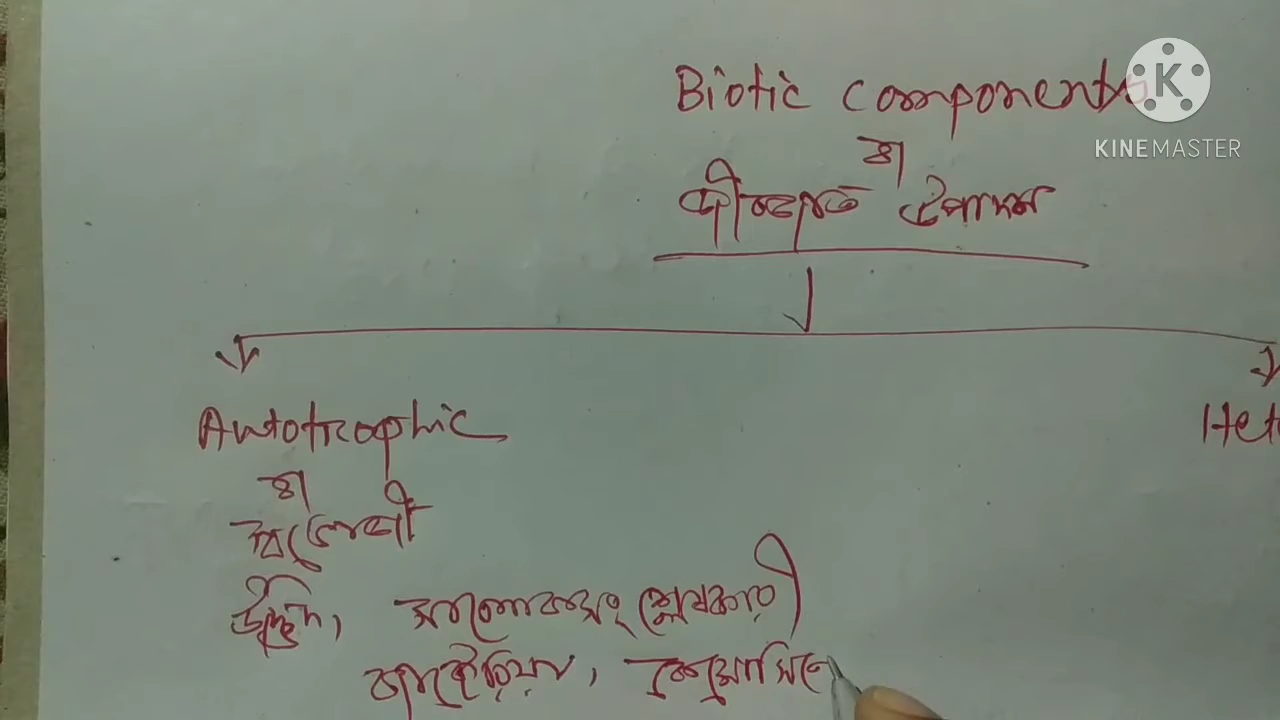 Biotic Components
বা
জীবজাত উপাদান
Autotrophic
Het
বা
স্বভোজী
উদ্ভিদ, সালোকসংশ্লেষকারী
ব্যাকটেরিয়া, কেমোসিনে
KINEMASTER